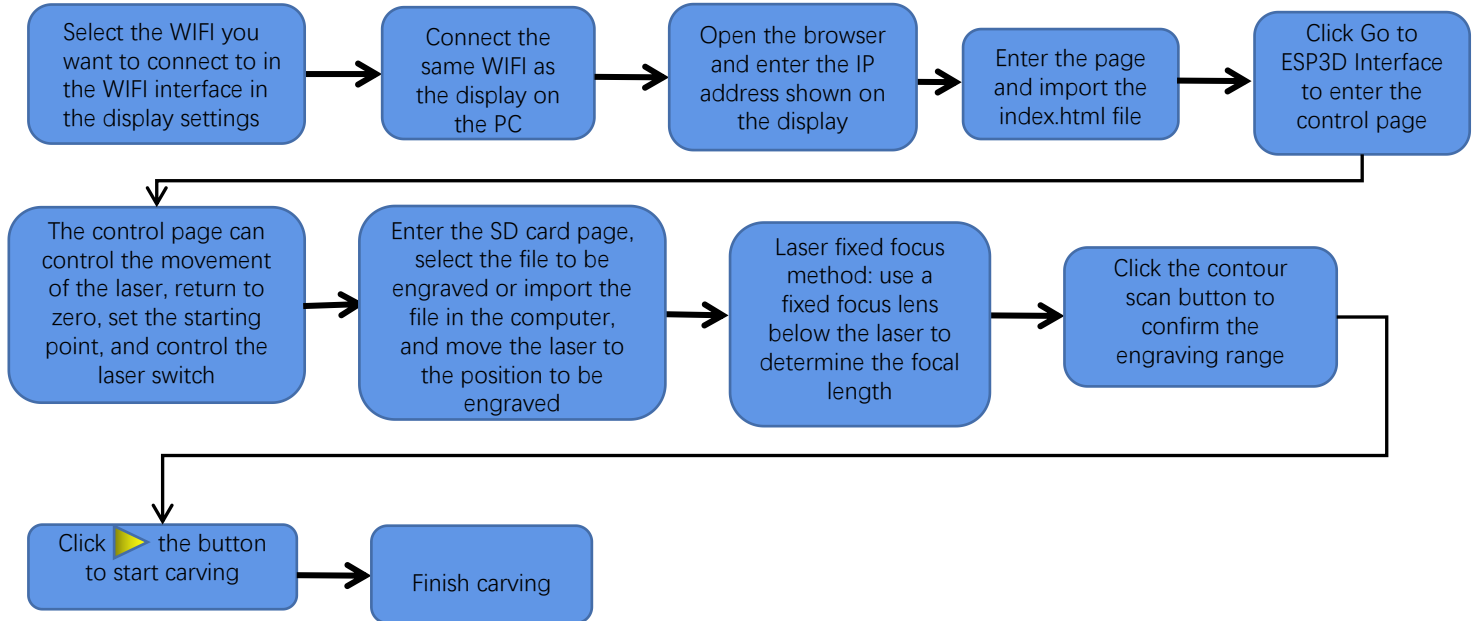 Select the WIFI you
want to connect to in
the WIFI interface in
the display settings
Connect the
same WIFI as
the display on
the PC
Open the browser
and enter the IP
address shown on
the display
Enter the page
and import the
index.html file
Click Go to
ESP3D Interface
to enter the
control page
The control page can
control the movement
of the laser, return to
zero, set the starting
point, and control the
laser switch
Enter the SD card page,
select the file to be
engraved or import the
file in the computer,
and move the laser to
the position to be
engraved
Laser fixed focus
method: use a
fixed focus lens
below the laser to
determine the focal
length
Click the contour
scan button to
confirm the
engraving range
Click the button
to start carving
Finish carving